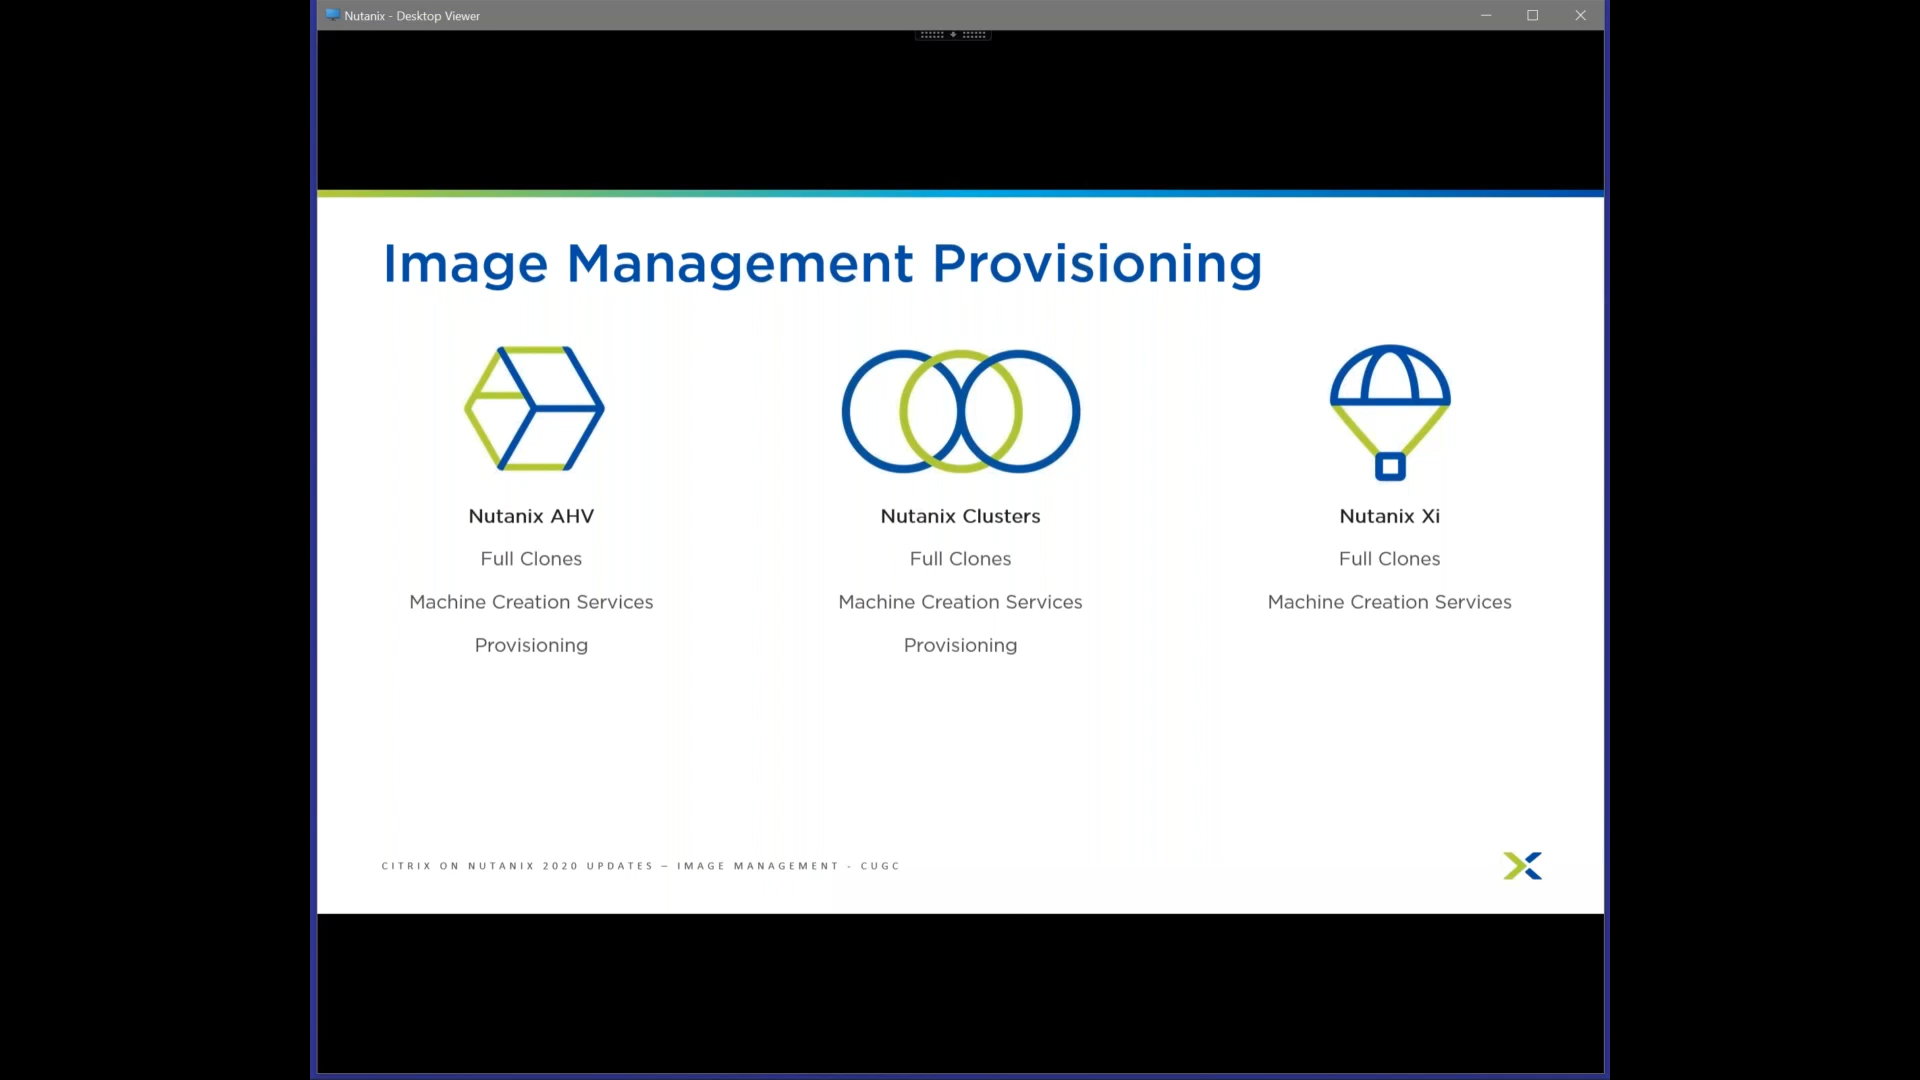 Nutanix - Desktop Viewer
Image Management Provisioning
Nutanix AHV
Full Clones
Machine Creation Services
Provisioning
Nutanix Clusters
Full Clones
Machine Creation Services
Provisioning
Nutanix Xi
Full Clones
Machine Creation Services
CITRIX ON NUTANIX 2020 UPDATES – IMAGE MANAGEMENT - CUGC